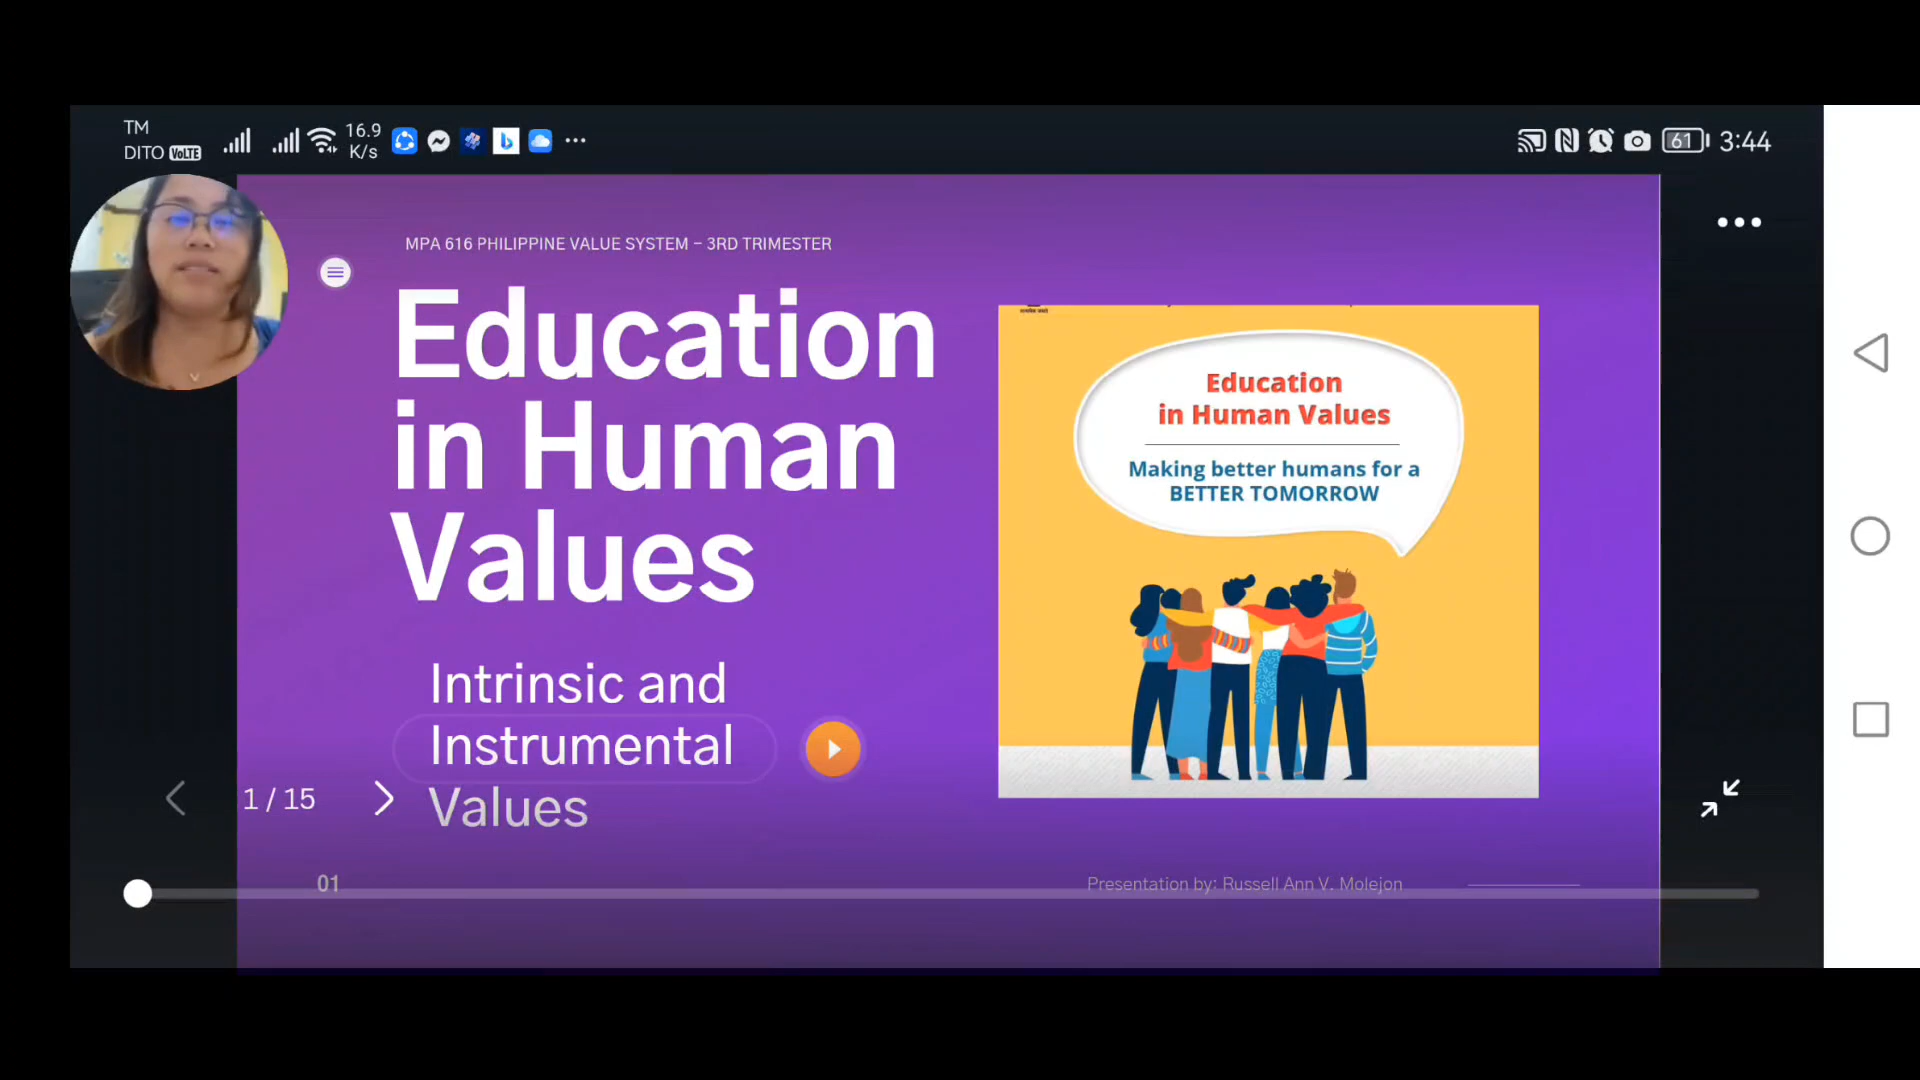 TM
DITO VoLTE
16.9
K/s
61
3:44
MPA 616 PHILIPPINE VALUE SYSTEM – 3RD TRIMESTER
Education
in Human
Values
Intrinsic and
Instrumental
Values
Education
in Human Values
Making better humans for a
BETTER TOMORROW
1 / 15
01
Presentation by: Russell Ann V. Molejon